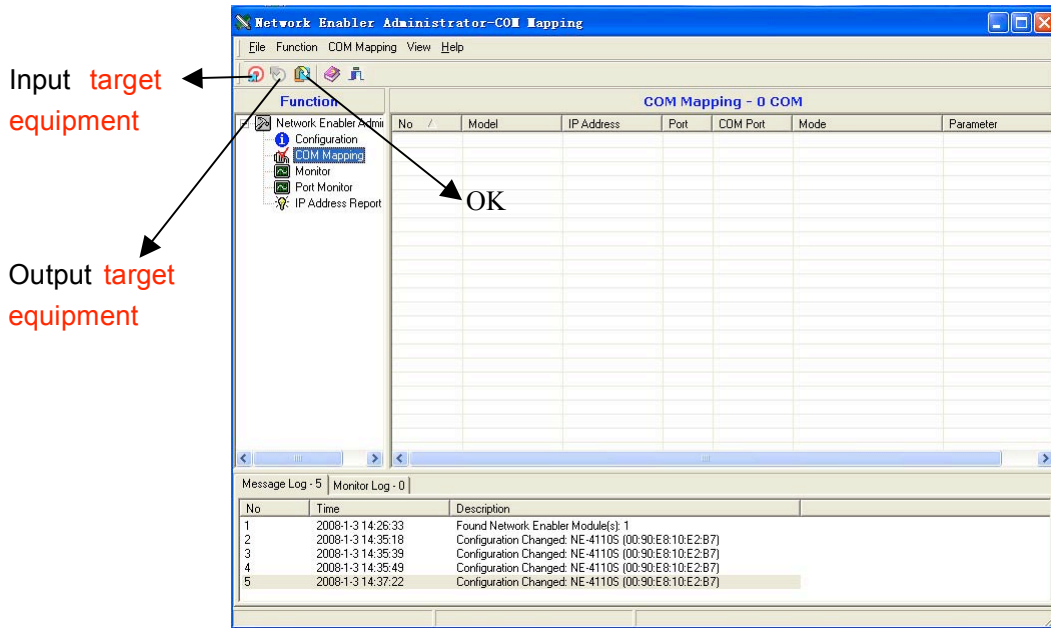 Network Enabler Administrator-COM Mapping
File Function COM Mapping View Help
Input target
equipment
Function
COM Mapping - 0 COM
Network Enabler Admii
No Model IP Address Port COM Port Mode Parameter
Configuration
COM Mapping
Monitor
Port Monitor
IP Address Report
OK
Output target
equipment
Message Log - 5 Monitor Log - 0
No Time Description
1 2008-1-3 14:26:33 Found Network Enabler Module(s): 1
2 2008-1-3 14:35:18 Configuration Changed: NE-4110S (00:90:E8:10:E2:B7)
3 2008-1-3 14:35:39 Configuration Changed: NE-4110S (00:90:E8:10:E2:B7)
4 2008-1-3 14:35:49 Configuration Changed: NE-4110S (00:90:E8:10:E2:B7)
5 2008-1-3 14:37:22 Configuration Changed: NE-4110S (00:90:E8:10:E2:B7)